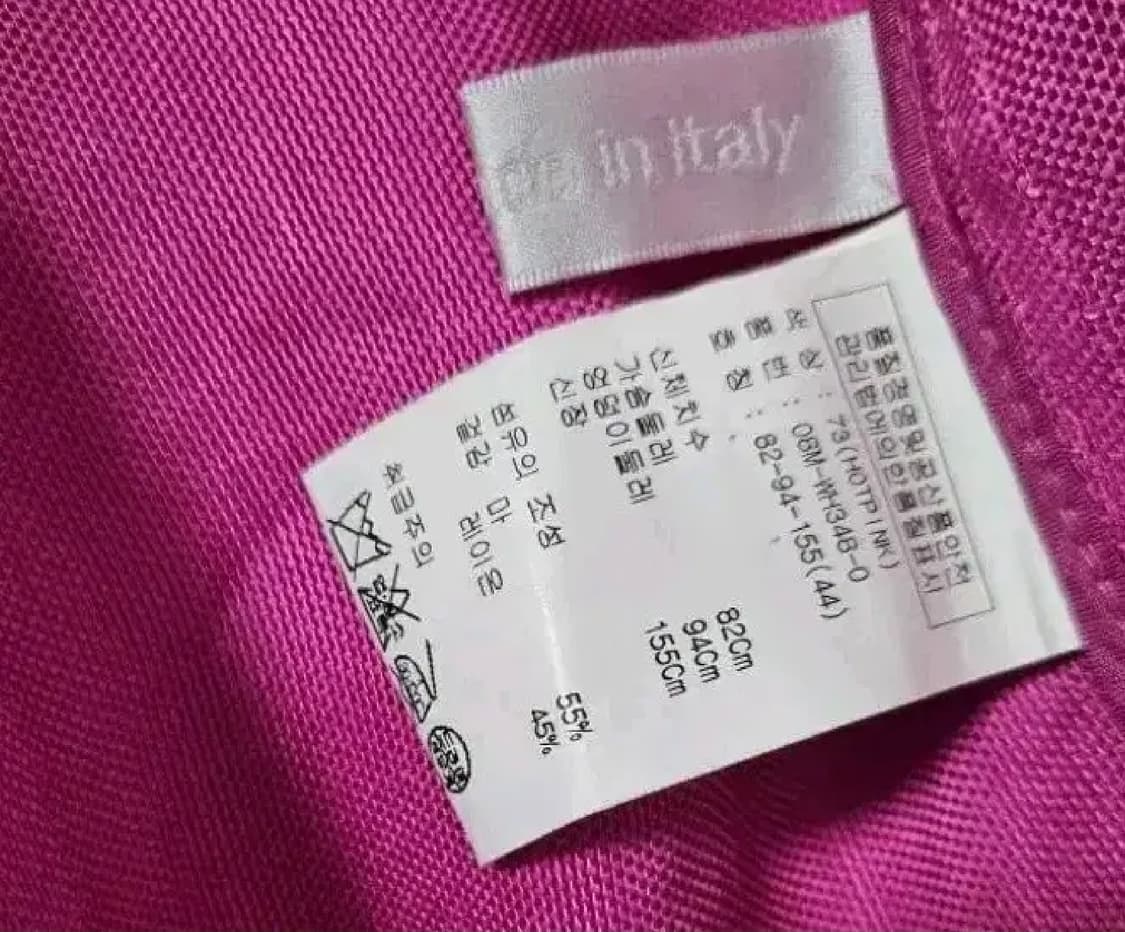 in Italy
품질경영및공산품안전
관리법에의한품질표시
색 상 : 73(HOTPINK)
품 번 : 08M-WH348-0
호 칭 : 82-94-155(44)
신체치수
가슴둘레 82Cm
엉덩이둘레 94Cm
신장 155Cm
섬유의 조성
겉감 마 55%
레이온 45%
취급주의